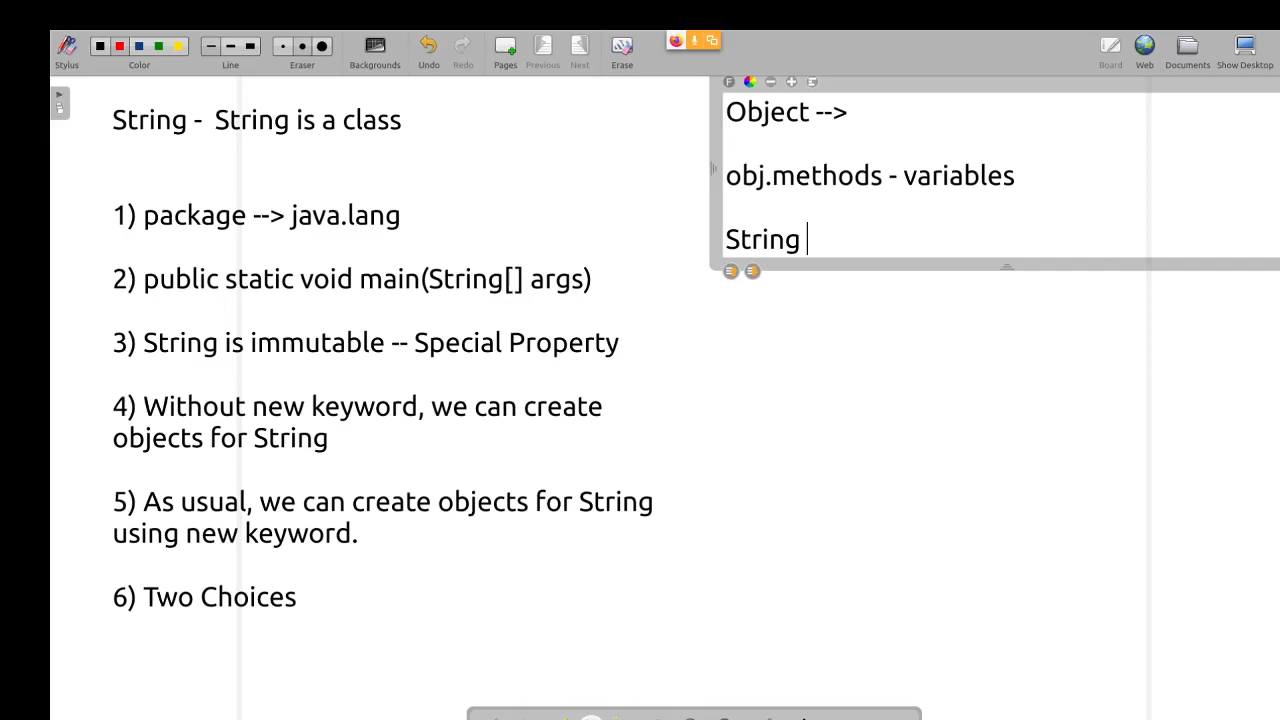 Stylus
Color
Line
Eraser
Backgrounds
Undo
Redo
Pages
Previous
Next
Erase
Board
Web
Documents
Show Desktop
String -  String is a class
1) package --> java.lang
2) public static void main(String[] args)
3) String is immutable -- Special Property
4) Without new keyword, we can create
objects for String
5) As usual, we can create objects for String
using new keyword.
6) Two Choices
Object -->
obj.methods - variables
String